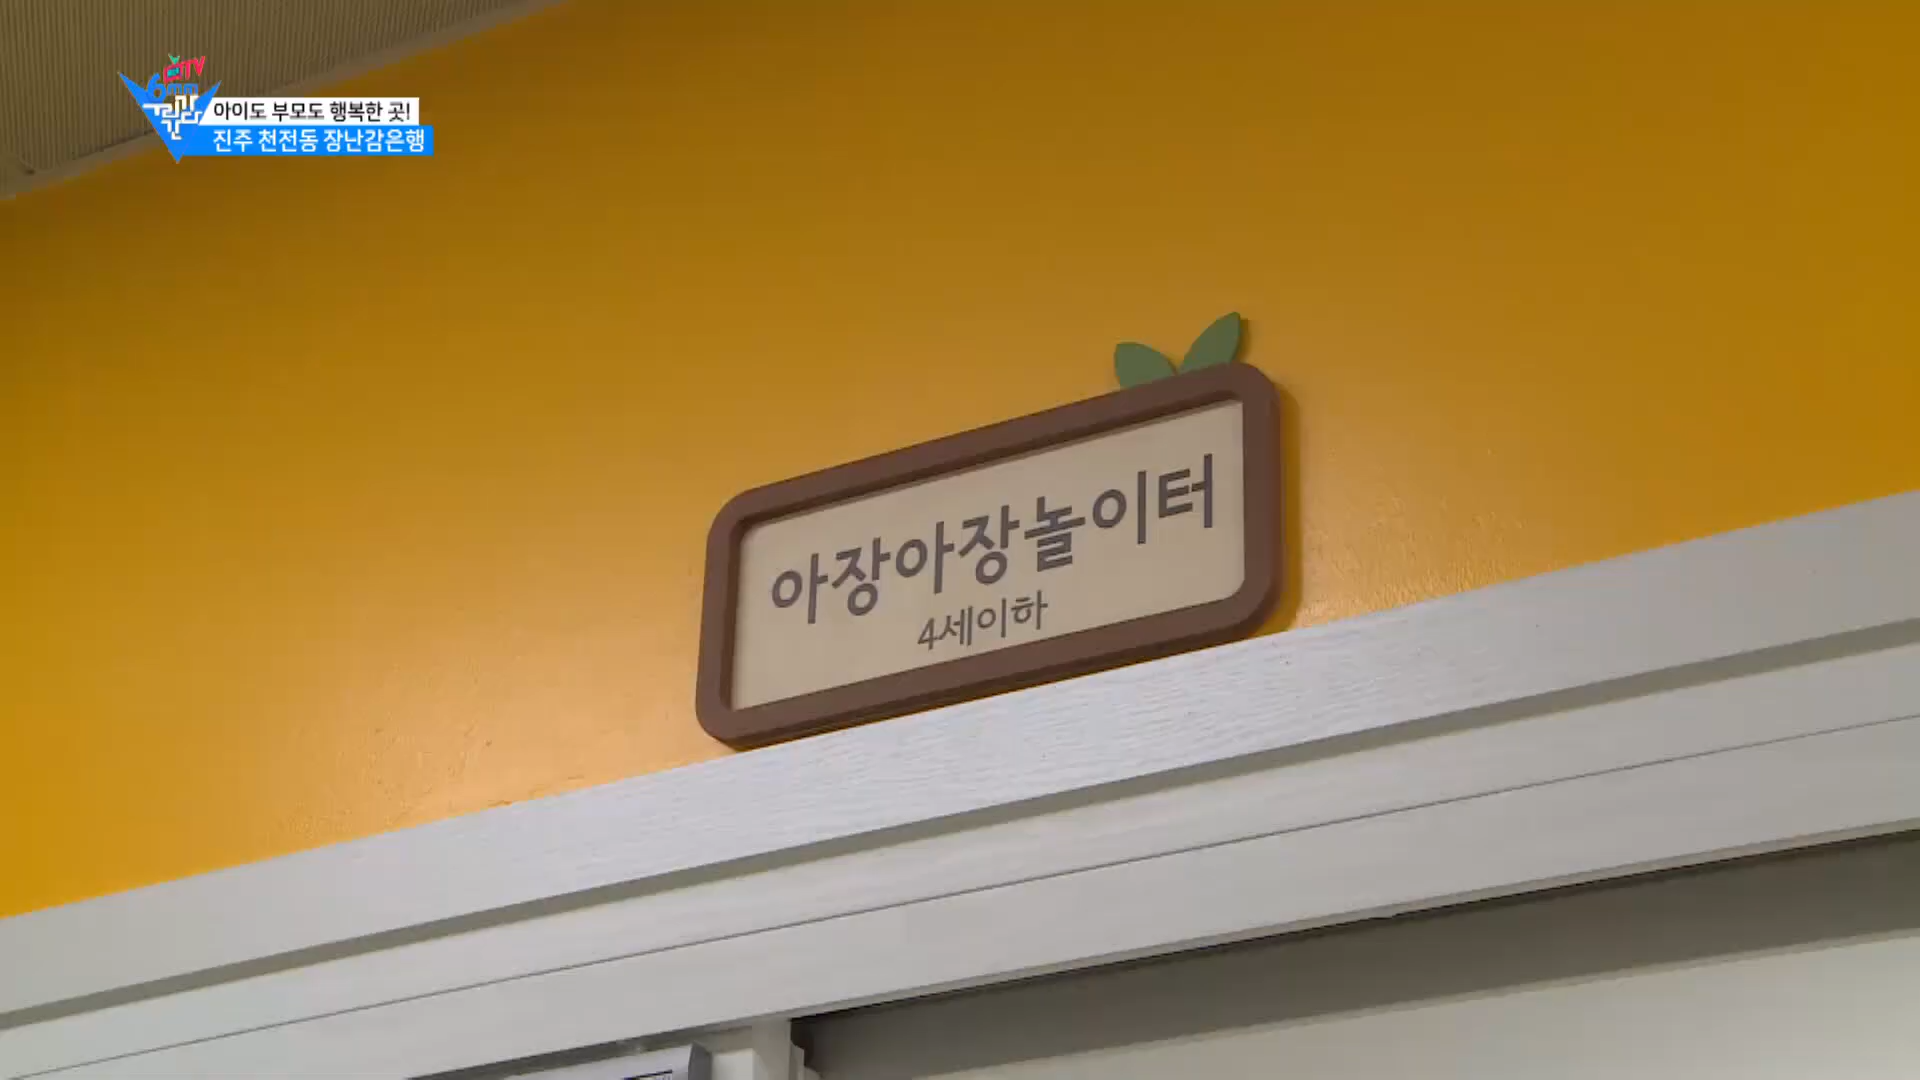 6mm
아이도 부모도 행복한 곳!
진주 천전동 장난감은행
아장아장놀이터
4세이하